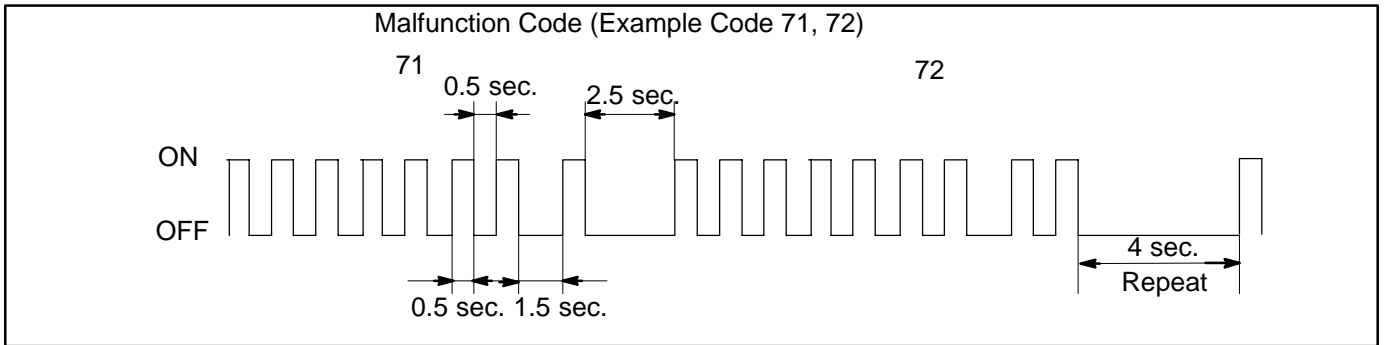 Malfunction Code (Example Code 71, 72)
71
72
0.5 sec.
2.5 sec.
ON
OFF
4 sec.
Repeat
0.5 sec.
1.5 sec.